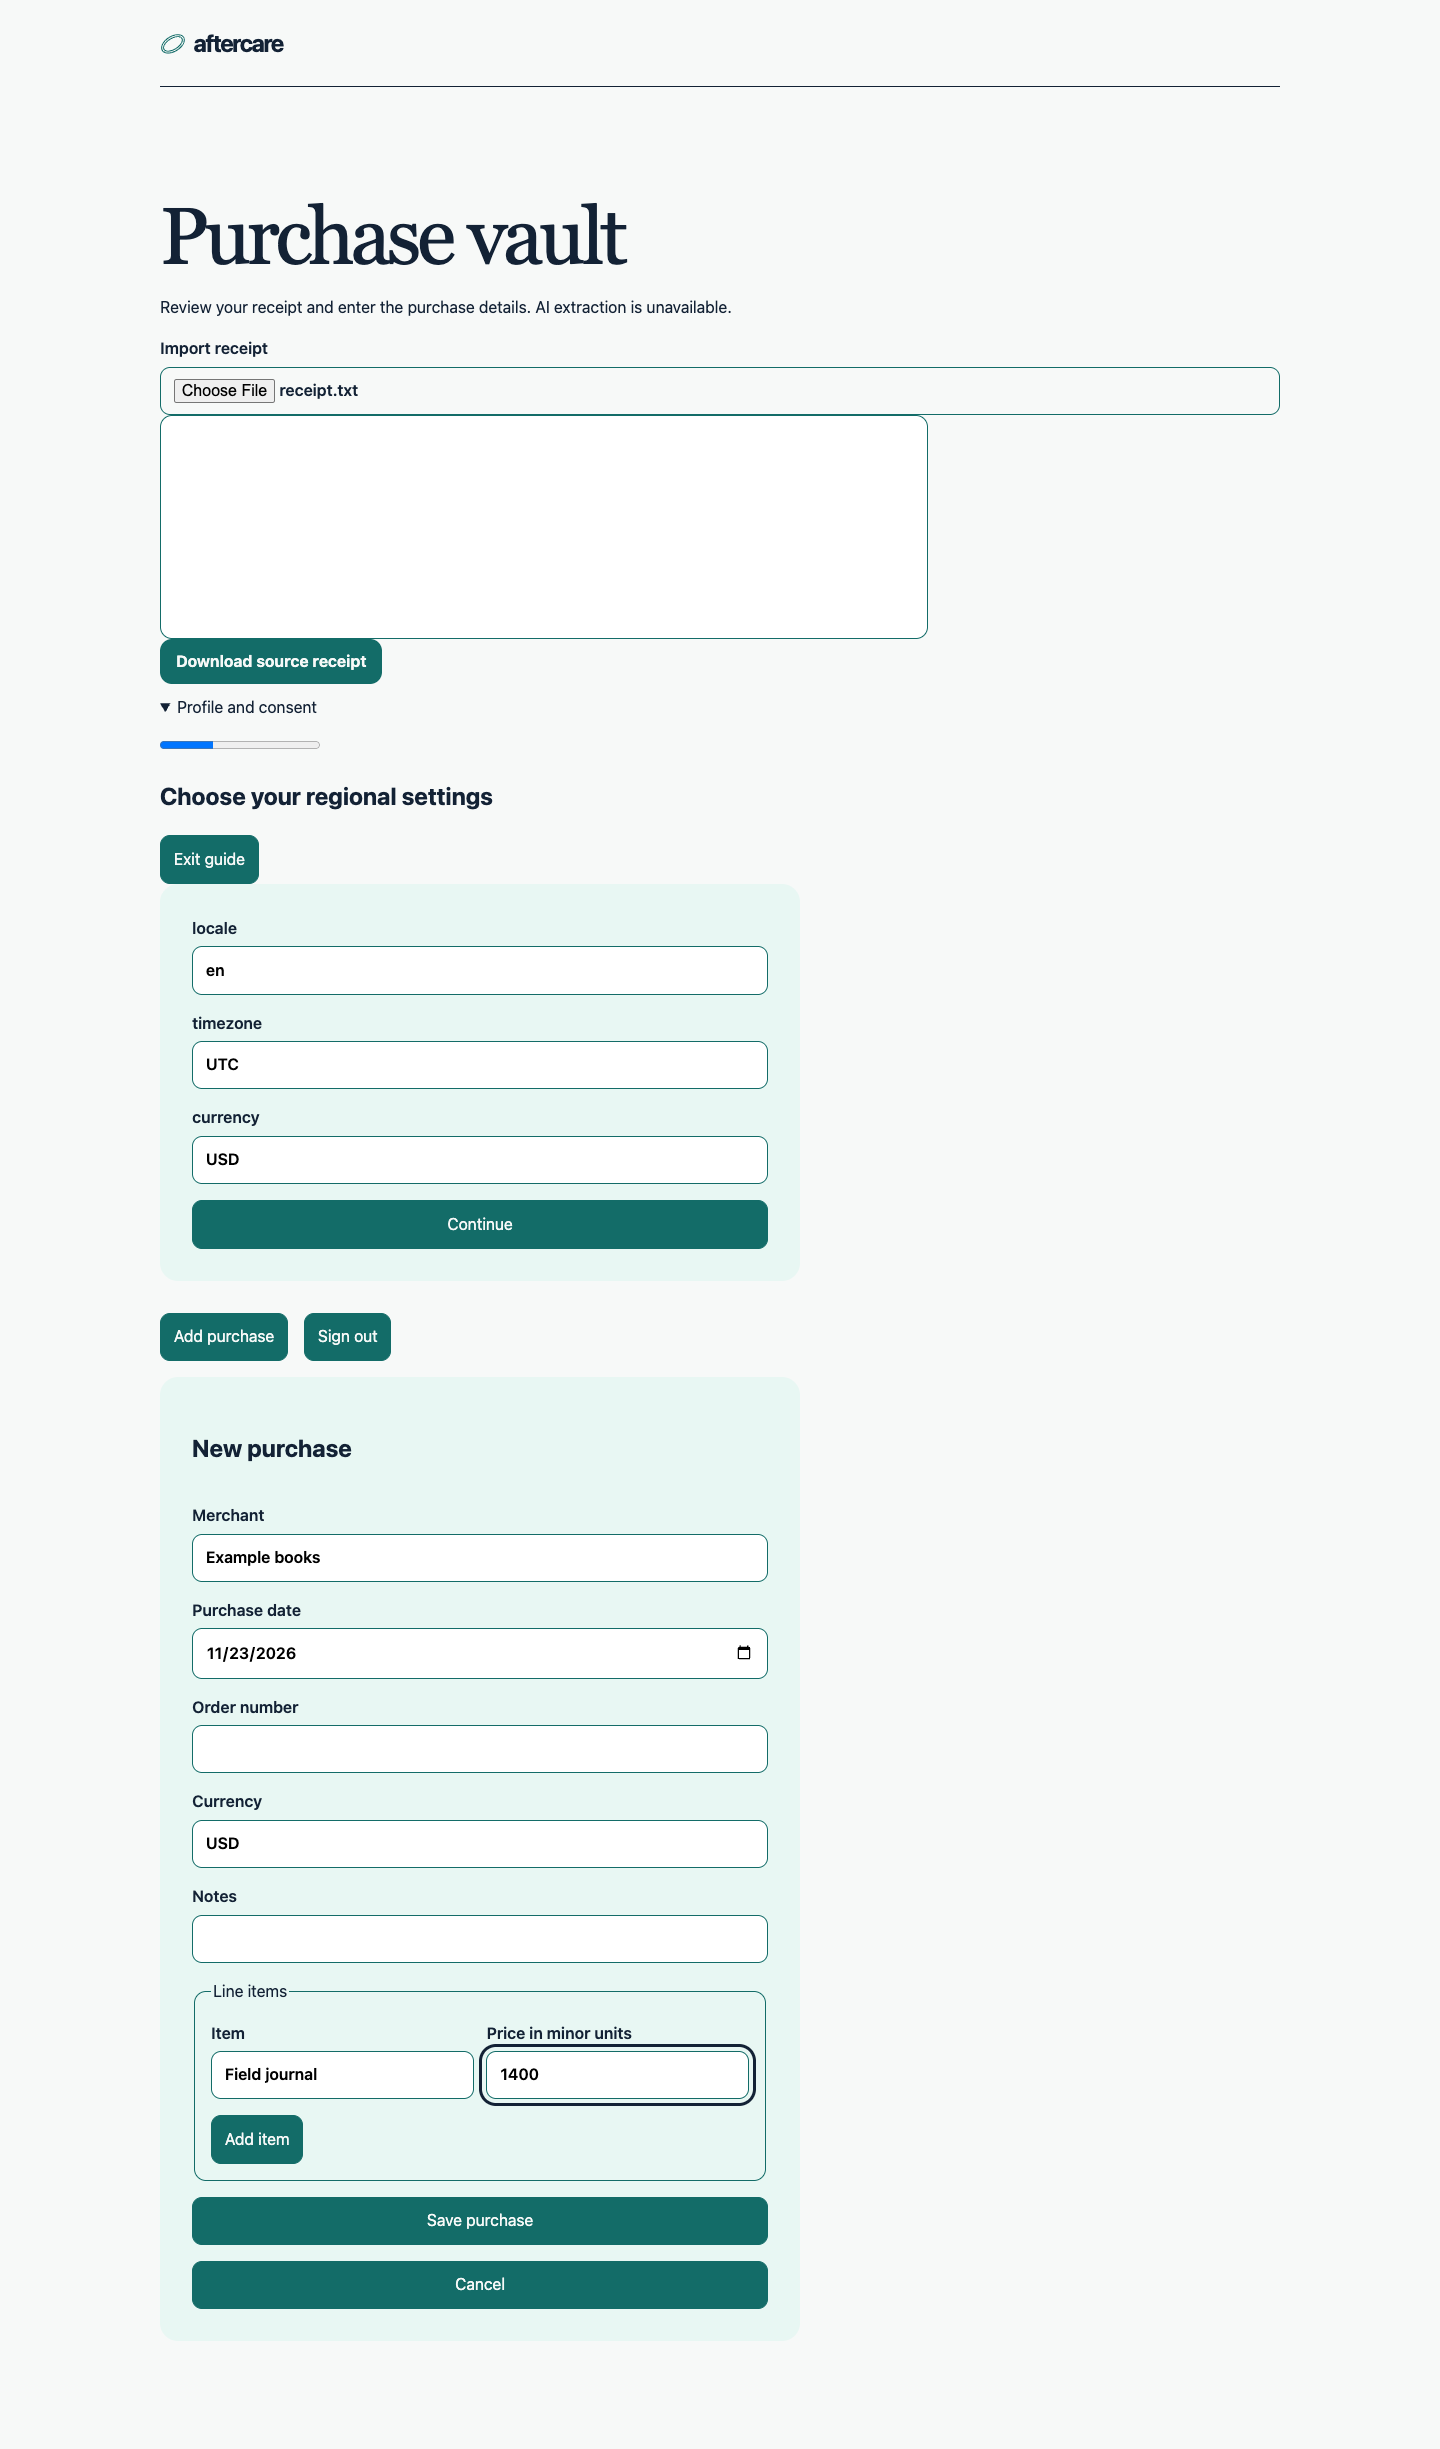 aftercare
Purchase vault
Review your receipt and enter the purchase details. AI extraction is unavailable.
Import receipt
Choose File receipt.txt
Download source receipt
Profile and consent
Choose your regional settings
Exit guide
locale
en
timezone
UTC
currency
USD
Continue
Add purchase Sign out
New purchase
Merchant
Example books
Purchase date
11/23/2026
Order number
Currency
USD
Notes
Line items
Item Price in minor units
Field journal 1400
Add item
Save purchase
Cancel